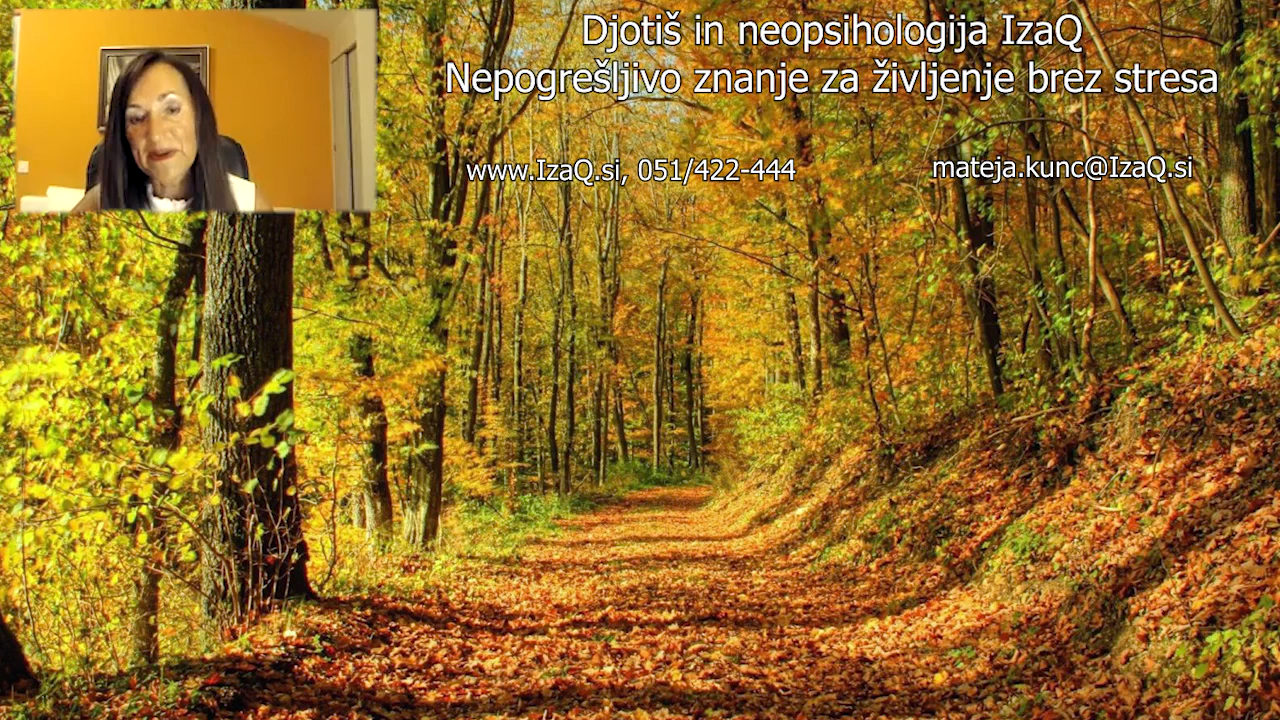 Djotiš in neopsihologija IzaQ
Nepogrešljivo znanje za življenje brez stresa
www.IzaQ.si, 051/422-444
mateja.kunc@IzaQ.si